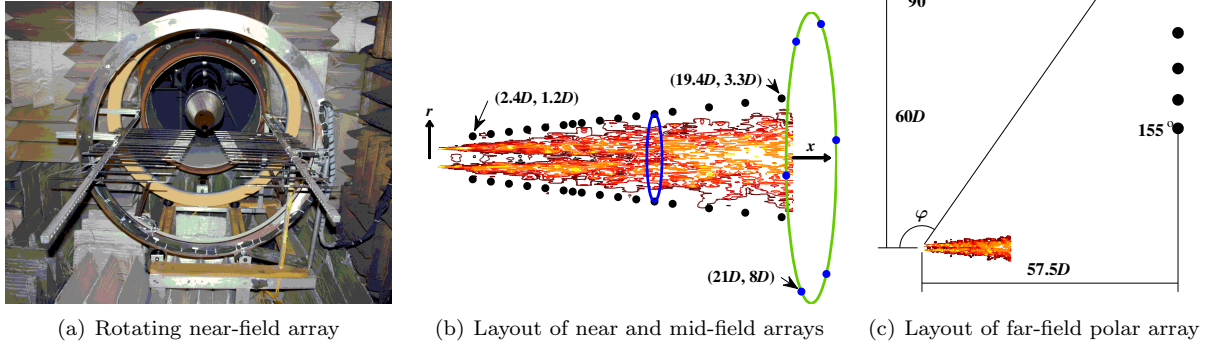 90
(19.4D, 3.3D)
(2.4D, 1.2D)
r
60D
155°
x
φ
(21D, 8D)
57.5D
(a) Rotating near-field array
(b) Layout of near and mid-field arrays
(c) Layout of far-field polar array